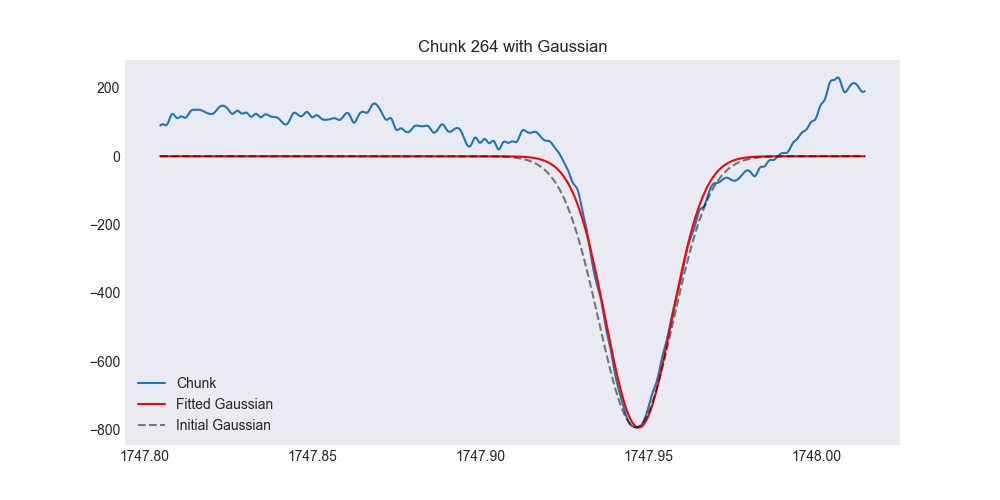 Chunk 264 with Gaussian
200
0
−200
−400
−600
−800
Chunk
Fitted Gaussian
Initial Gaussian
1747.80 1747.85 1747.90 1747.95 1748.00